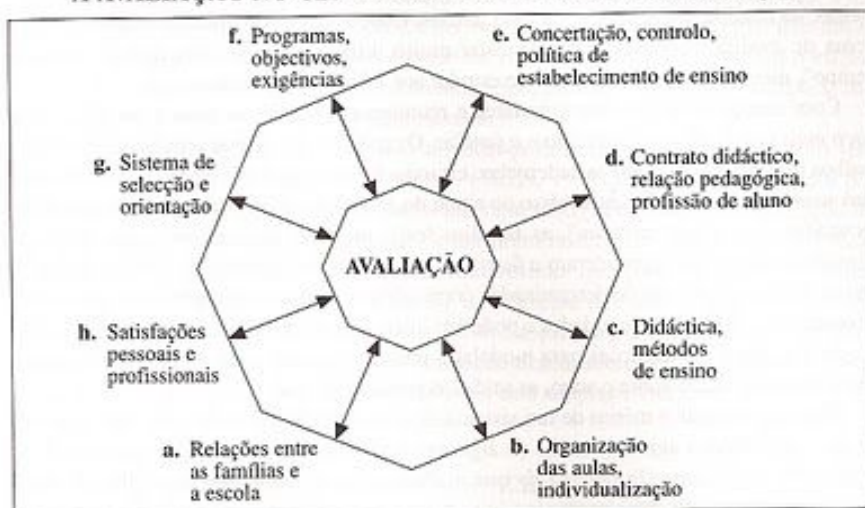 f. Programas,
objectivos,
exigências
e. Concertação, controlo,
política de
estabelecimento de ensino
g. Sistema de
selecção e
orientação
d. Contrato didáctico,
relação pedagógica,
profissão de aluno
AVALIAÇÃO
h. Satisfações
pessoais e
profissionais
c. Didáctica,
métodos
de ensino
a. Relações entre
as famílias e
a escola
b. Organização
das aulas,
individualização